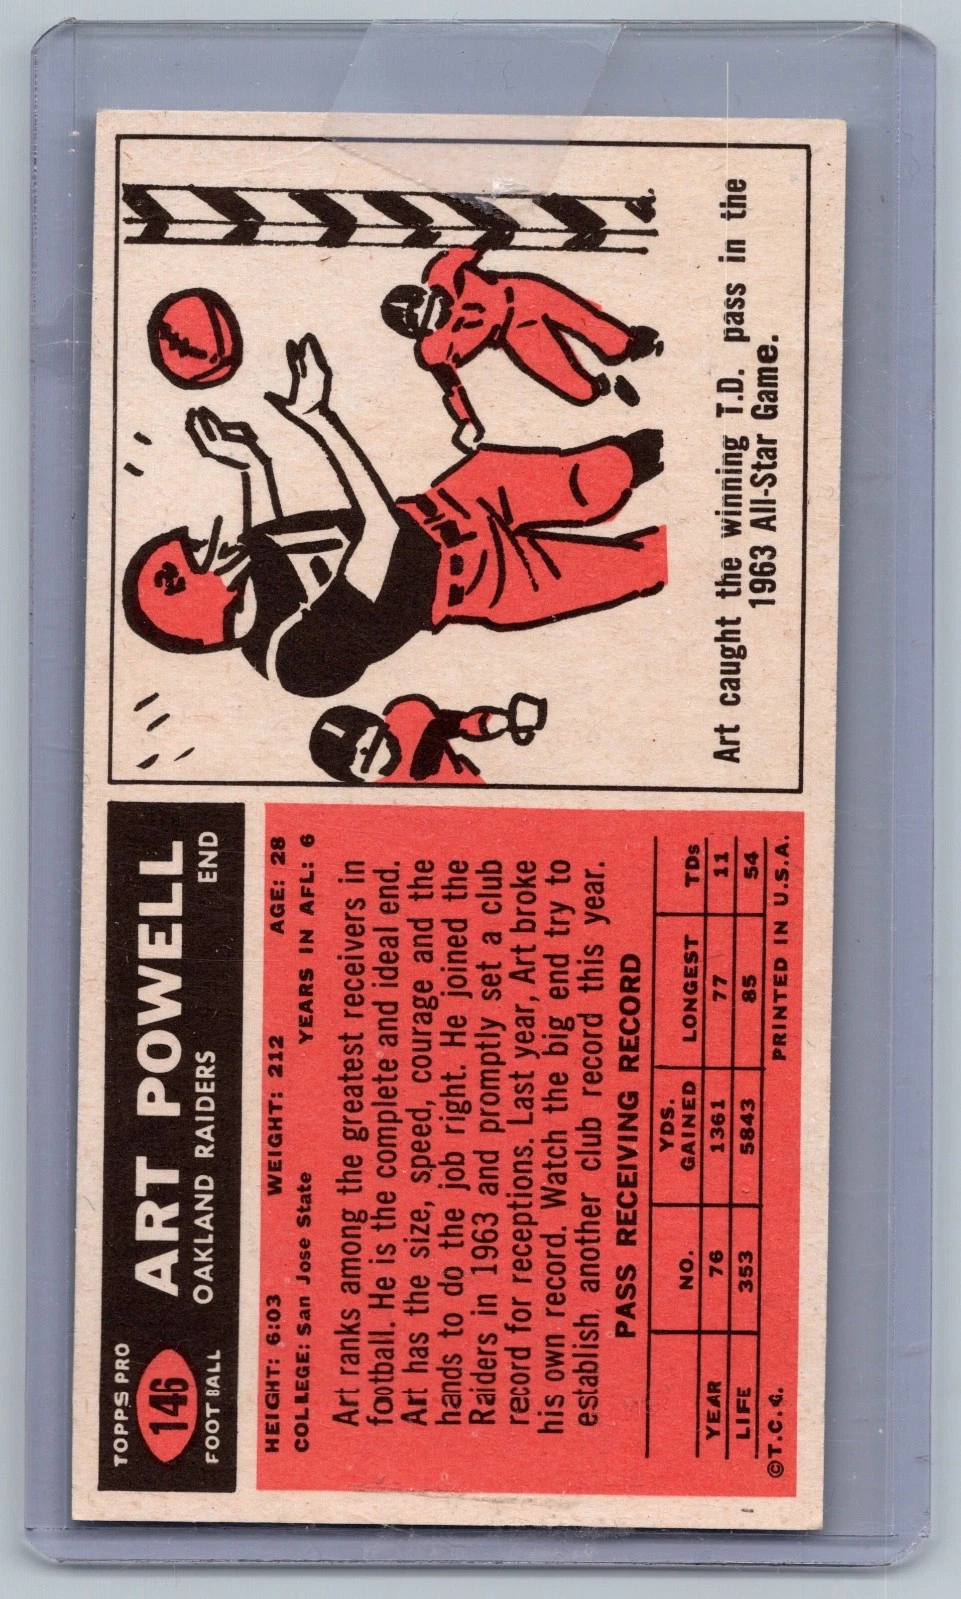 TOPPS PRO
146
FOOTBALL
ART POWELL
OAKLAND RAIDERS END
HEIGHT: 6:03 WEIGHT: 212 AGE: 28
COLLEGE: San Jose State YEARS IN AFL: 6
Art ranks among the greatest receivers in
football. He is the complete and ideal end.
Art has the size, speed, courage and the
hands to do the job right. He joined the
Raiders in 1963 and promptly set a club
record for receptions. Last year, Art broke
his own record. Watch the big end try to
establish another club record this year.
PASS RECEIVING RECORD
NO. YDS. GAINED LONGEST TDs
YEAR 76 1361 77 11
LIFE 353 5843 85 54
©T.C.G. PRINTED IN U.S.A.
Art caught the winning T.D. pass in the
1963 All-Star Game.